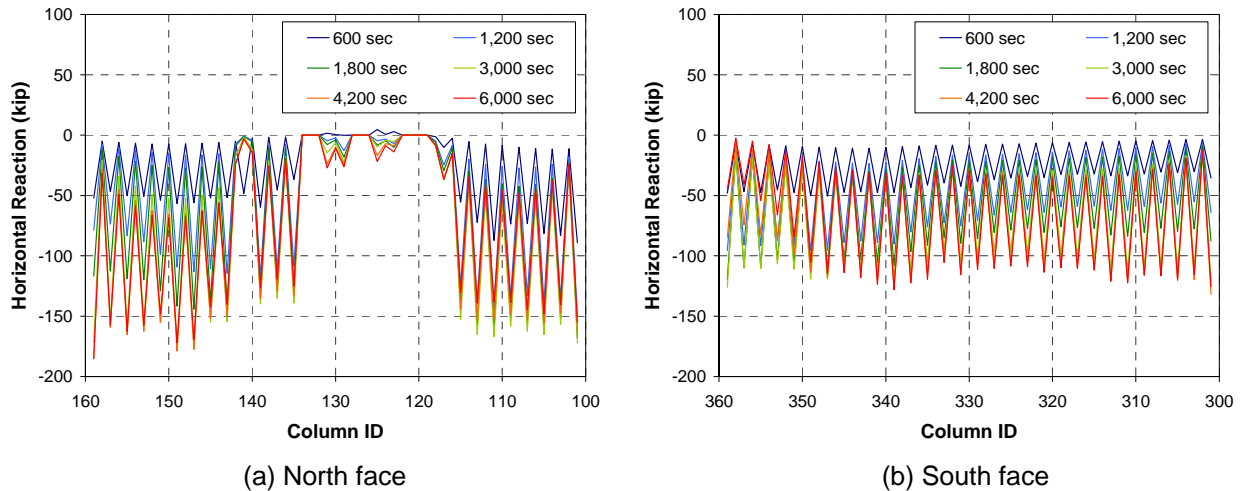 100
50
0
-50
-100
-150
-200
Horizontal Reaction (kip)
600 sec 1,200 sec
1,800 sec 3,000 sec
4,200 sec 6,000 sec
160 150 140 130 120 110 100
Column ID
(a) North face
100
50
0
-50
-100
-150
-200
Horizontal Reaction (kip)
600 sec 1,200 sec
1,800 sec 3,000 sec
4,200 sec 6,000 sec
360 350 340 330 320 310 300
Column ID
(b) South face